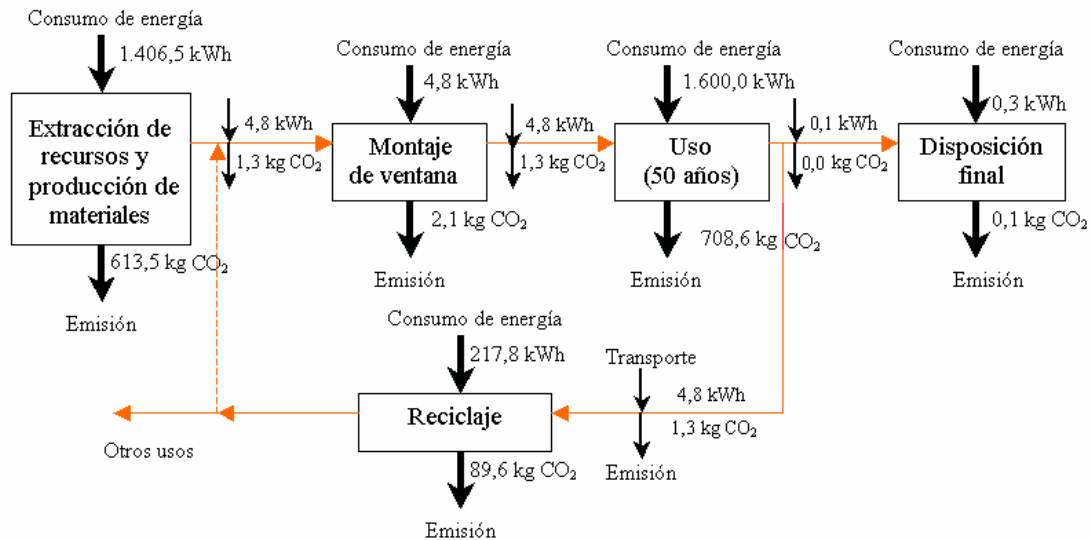 Consumo de energía
1.406,5 kWh
Extracción de
recursos y
producción de
materiales
613,5 kg CO₂
Emisión
4,8 kWh
1,3 kg CO₂
Consumo de energía
4,8 kWh
Montaje
de ventana
2,1 kg CO₂
Emisión
4,8 kWh
1,3 kg CO₂
Consumo de energía
1.600,0 kWh
Uso
(50 años)
708,6 kg CO₂
Emisión
0,1 kWh
0,0 kg CO₂
Consumo de energía
0,3 kWh
Disposición
final
0,1 kg CO₂
Emisión
Consumo de energía
217,8 kWh
Reciclaje
89,6 kg CO₂
Emisión
Transporte
4,8 kWh
1,3 kg CO₂
Emisión
Otros usos